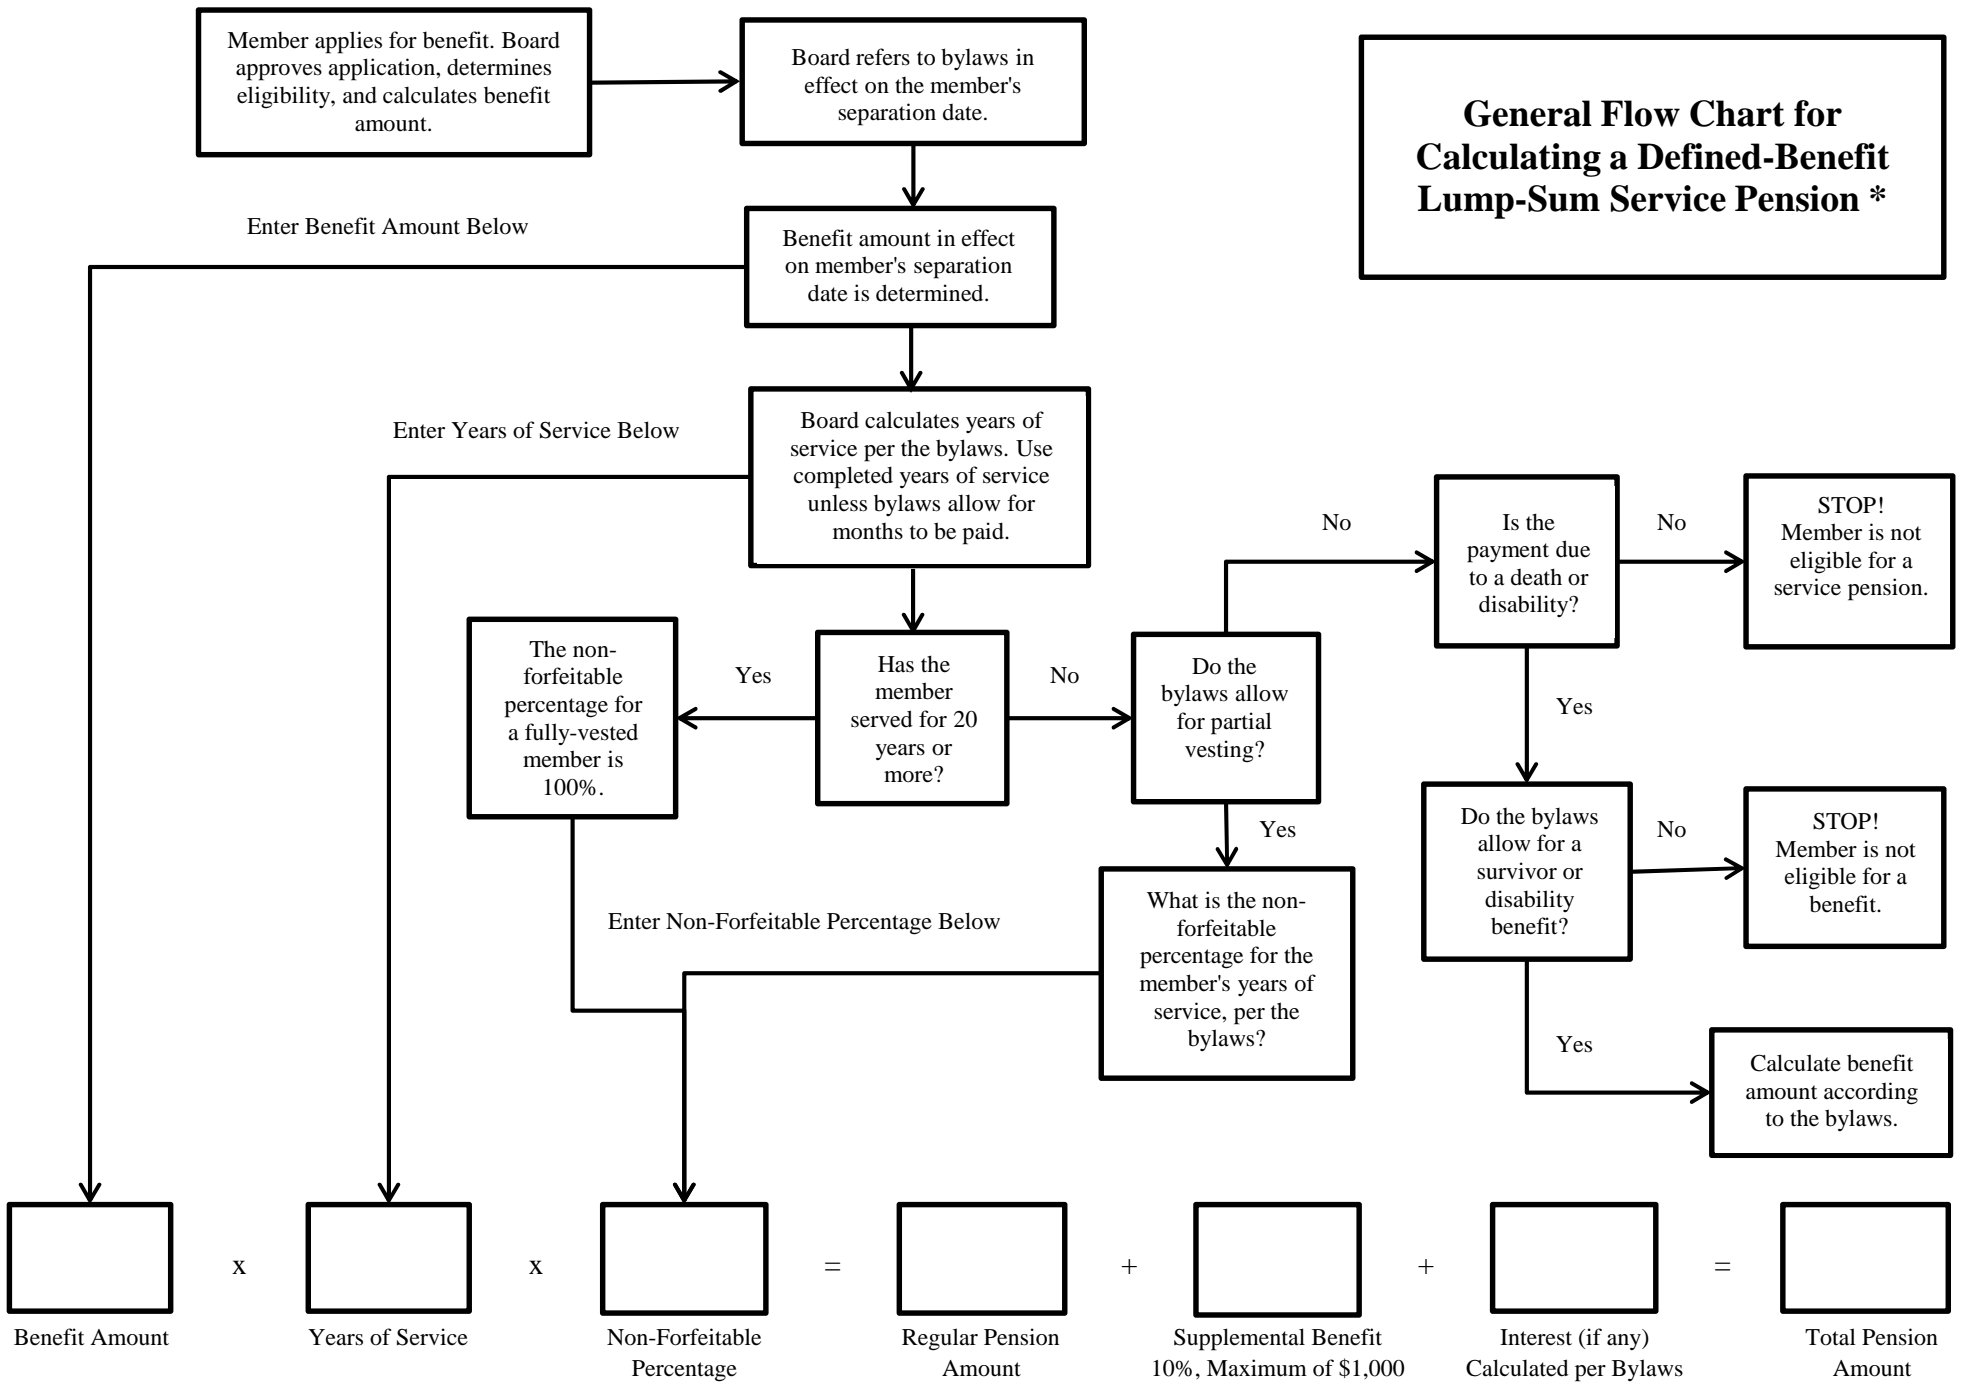 Member applies for benefit. Board
approves application, determines
eligibility, and calculates benefit
amount.
Board refers to bylaws in
effect on the member's
separation date.
General Flow Chart for
Calculating a Defined-Benefit
Lump-Sum Service Pension *
Enter Benefit Amount Below
Benefit amount in effect
on member's separation
date is determined.
Enter Years of Service Below
Board calculates years of
service per the bylaws. Use
completed years of service
unless bylaws allow for
months to be paid.
No
Is the
payment due
to a death or
disability?
No
STOP!
Member is not
eligible for a
service pension.
The non-
forfeitable
percentage for
a fully-vested
member is
100%.
Yes
Has the
member
served for 20
years or
more?
No
Do the
bylaws allow
for partial
vesting?
Yes
Yes
Do the bylaws
allow for a
survivor or
disability
benefit?
No
STOP!
Member is not
eligible for a
benefit.
Enter Non-Forfeitable Percentage Below
What is the non-
forfeitable
percentage for the
member's years of
service, per the
bylaws?
Yes
Calculate benefit
amount according
to the bylaws.
x
x
=
+
+
=
Benefit Amount
Years of Service
Non-Forfeitable
Percentage
Regular Pension
Amount
Supplemental Benefit
10%, Maximum of $1,000
Interest (if any)
Calculated per Bylaws
Total Pension
Amount